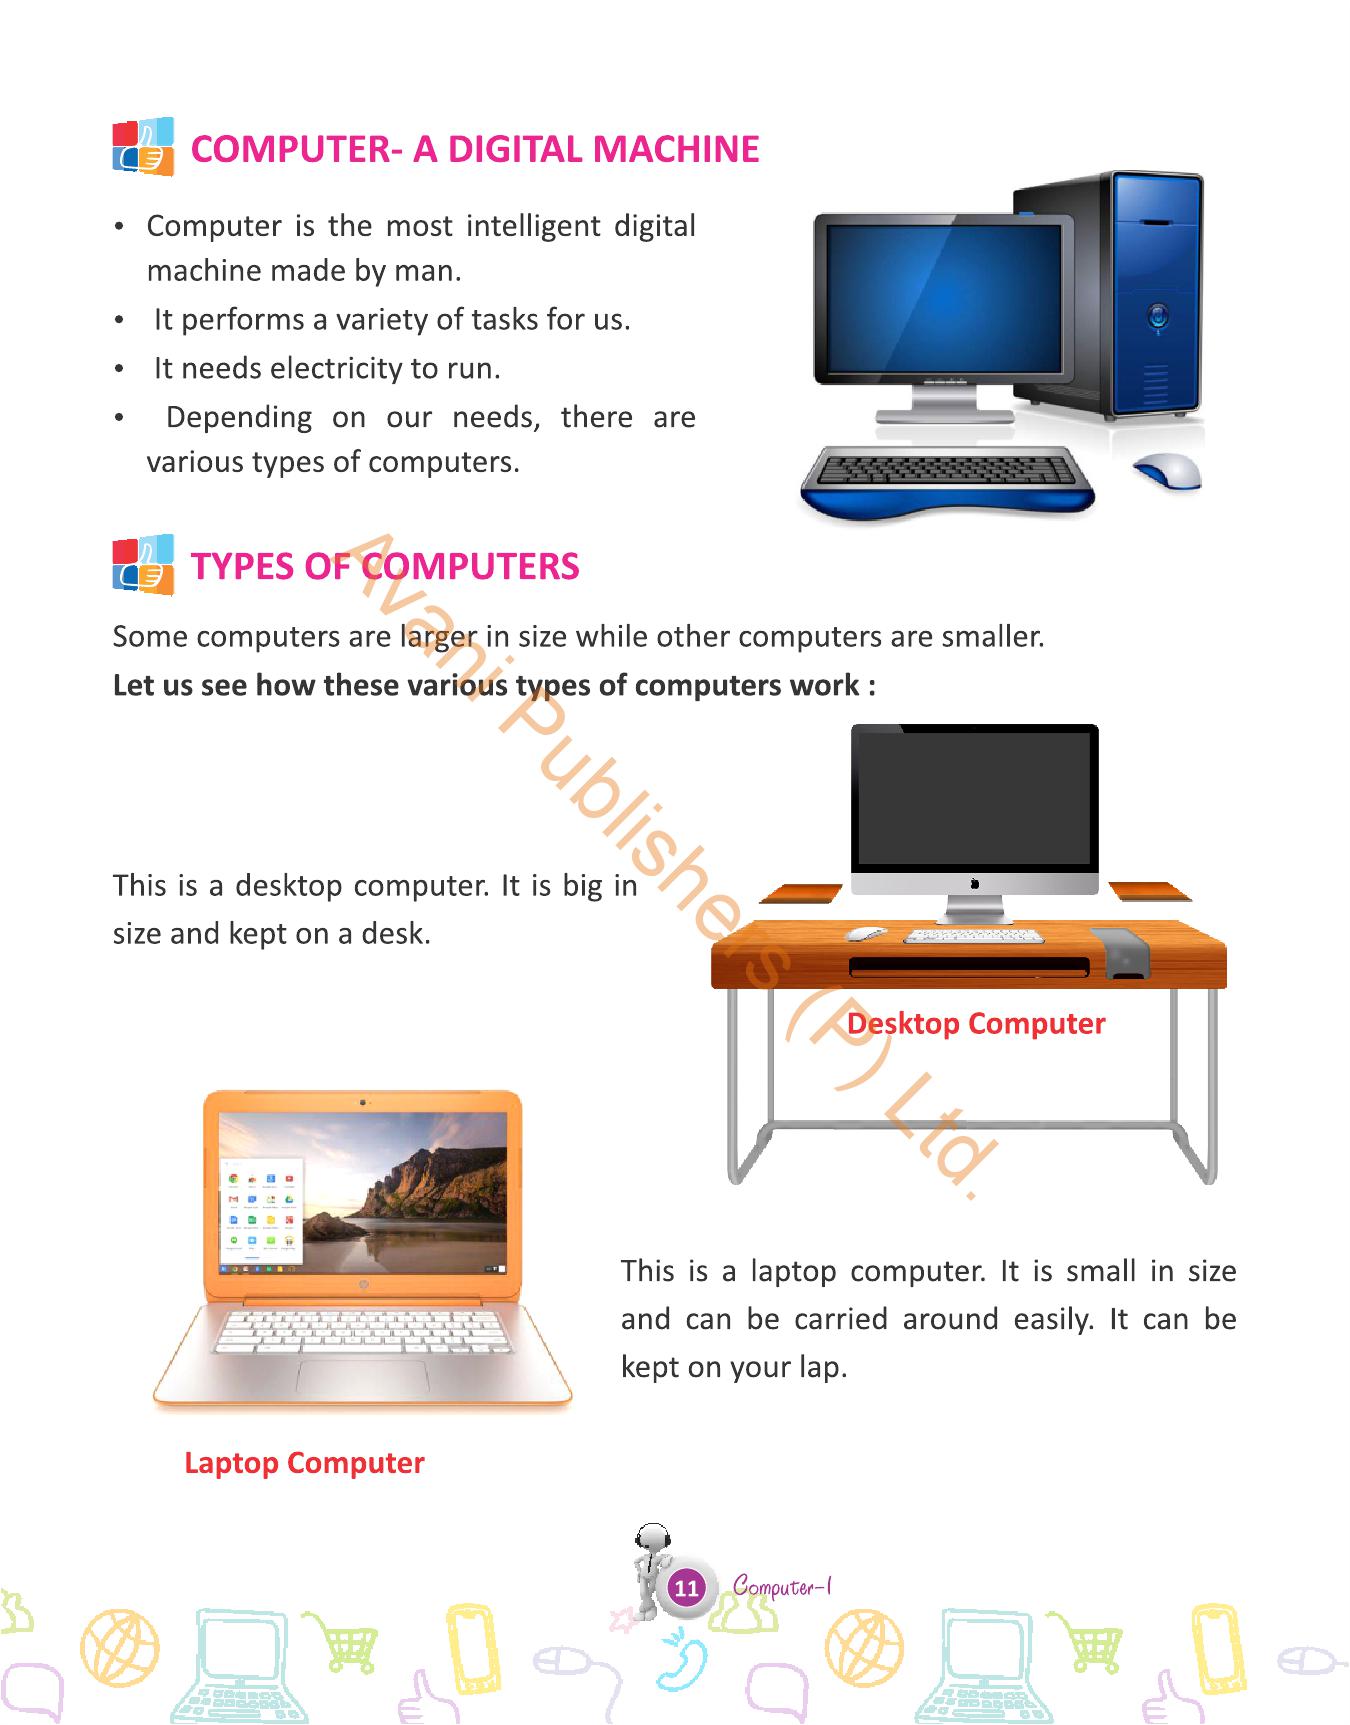 COMPUTER- A DIGITAL MACHINE
• Computer is the most intelligent digital
machine made by man.
• It performs a variety of tasks for us.
• It needs electricity to run.
• Depending on our needs, there are
various types of computers.
TYPES OF COMPUTERS
Some computers are larger in size while other computers are smaller.
Let us see how these various types of computers work :
This is a desktop computer. It is big in
size and kept on a desk.
Desktop Computer
This is a laptop computer. It is small in size
and can be carried around easily. It can be
kept on your lap.
Laptop Computer
11 Computer-1
Avani Publishers (P) Ltd.